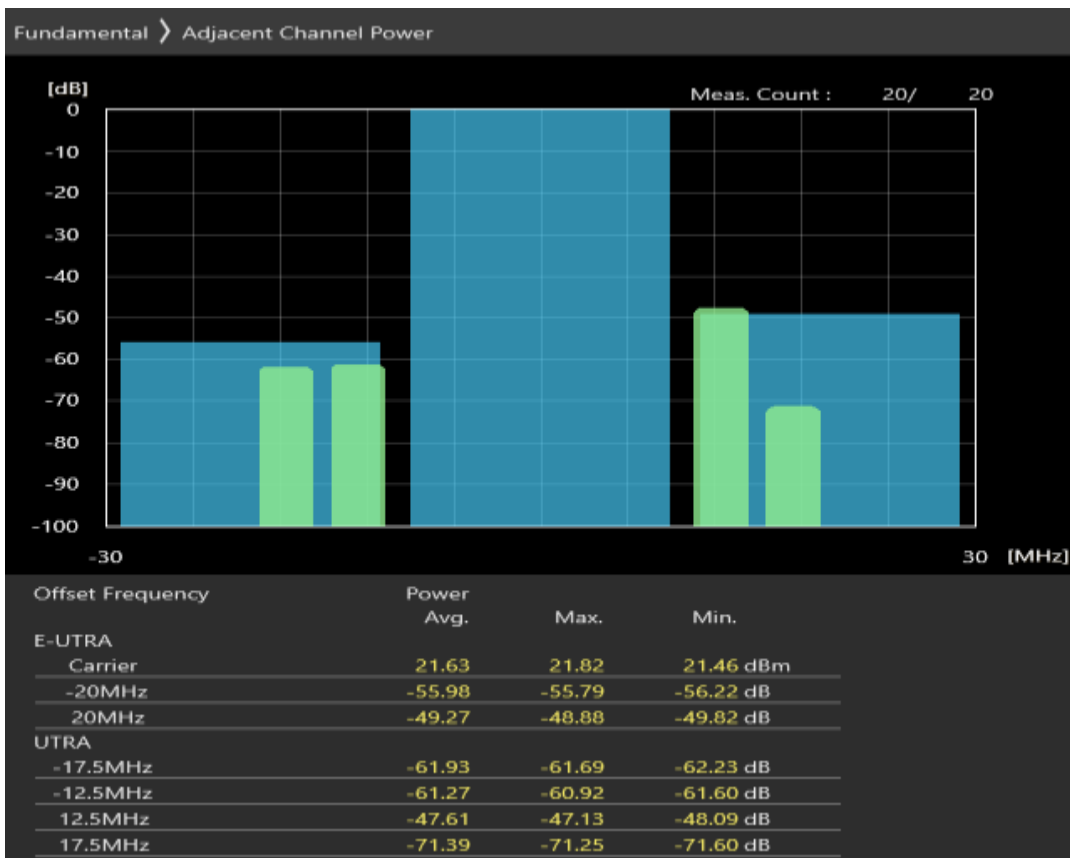 Fundamental 》 Adjacent Channel Power
[dB]
Meas. Count : 20/ 20
0
-10
-20
-30
-40
-50
-60
-70
-80
-90
-100
-30 30 [MHz]
Offset Frequency Power
Avg. Max. Min.
E-UTRA
Carrier 21.63 21.82 21.46 dBm
-20MHz -55.98 -55.79 -56.22 dB
20MHz -49.27 -48.88 -49.82 dB
UTRA
-17.5MHz -61.93 -61.69 -62.23 dB
-12.5MHz -61.27 -60.92 -61.60 dB
12.5MHz -47.61 -47.13 -48.09 dB
17.5MHz -71.39 -71.25 -71.60 dB